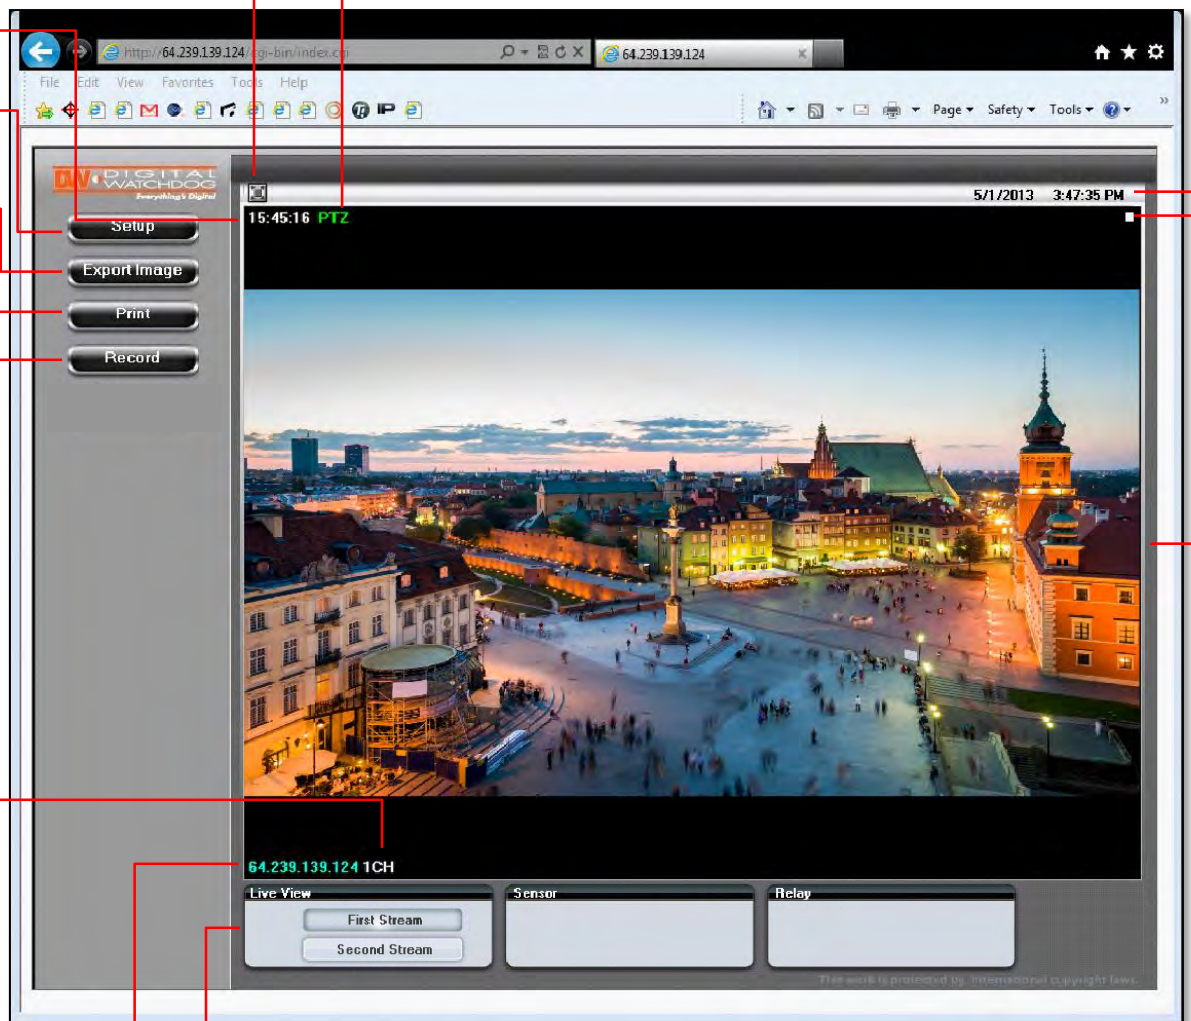 http://64.239.139.124/cgi-bin/index.cgi
64.239.139.124
File Edit View Favorites Tools Help
Page Safety Tools
DW DIGITAL
WATCHDOG
Everything's Digital
5/1/2013 3:47:35 PM
15:45:16 PTZ
Setup
Export Image
Print
Record
64.239.139.124 1CH
Live View
First Stream
Second Stream
Sensor
Relay
This work is protected by international copyright laws.